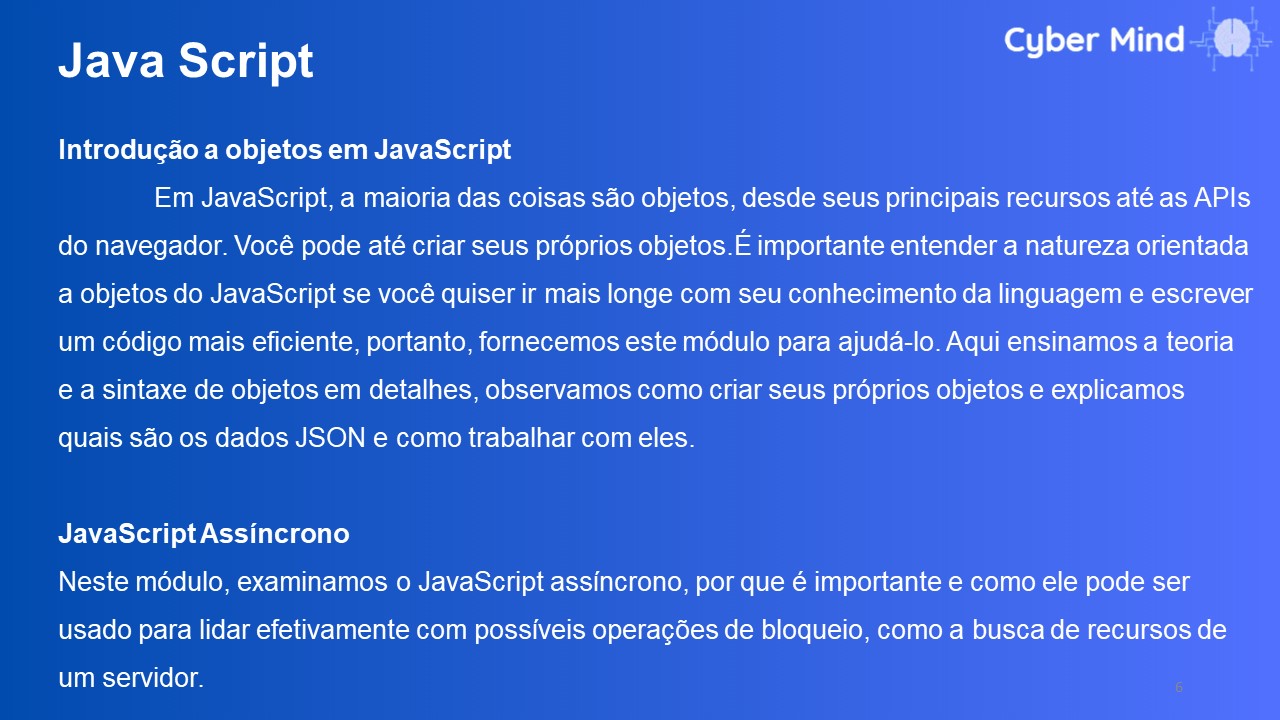 Java Script
Cyber Mind
Introdução a objetos em JavaScript
Em JavaScript, a maioria das coisas são objetos, desde seus principais recursos até as APIs
do navegador. Você pode até criar seus próprios objetos.É importante entender a natureza orientada
a objetos do JavaScript se você quiser ir mais longe com seu conhecimento da linguagem e escrever
um código mais eficiente, portanto, fornecemos este módulo para ajudá-lo. Aqui ensinamos a teoria
e a sintaxe de objetos em detalhes, observamos como criar seus próprios objetos e explicamos
quais são os dados JSON e como trabalhar com eles.
JavaScript Assíncrono
Neste módulo, examinamos o JavaScript assíncrono, por que é importante e como ele pode ser
usado para lidar efetivamente com possíveis operações de bloqueio, como a busca de recursos de
um servidor.
6